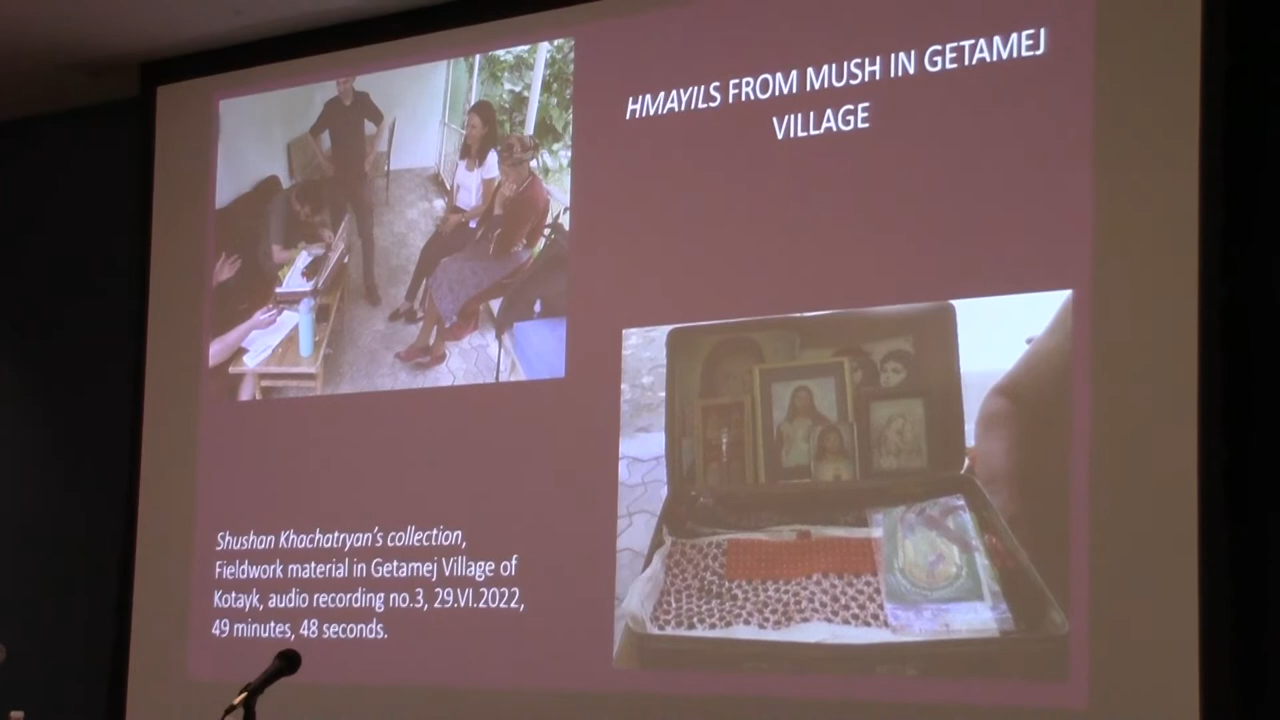 HMAYILS FROM MUSH IN GETAMEJ
VILLAGE
Shushan Khachatryan's collection,
Fieldwork material in Getamej Village of
Kotayk, audio recording no.3, 29.VI.2022,
49 minutes, 48 seconds.